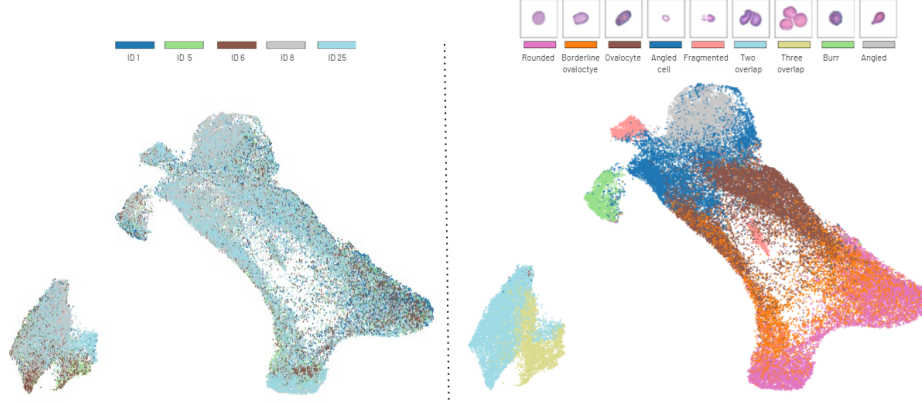 ID 1 ID 5 ID 6 ID 8 ID 25
Rounded Borderline Ovalocyte Angled Fragmented Two Three Burr Angled
ovaloctye cell overlap overlap